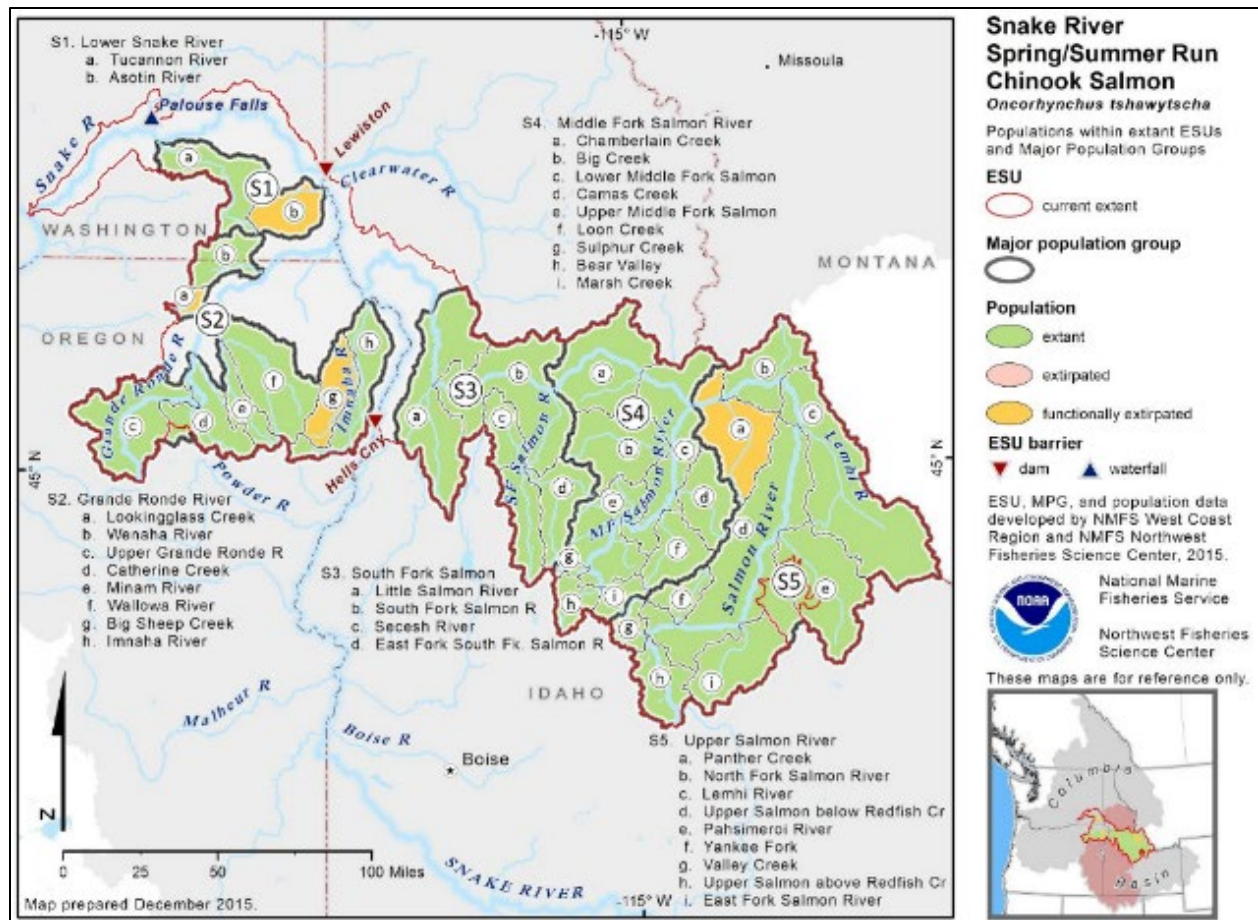 S1. Lower Snake River
a. Tucannon River
b. Asotin River
Palouse Falls
Snake R
Lewiston
Clearwater R
-115° W
Missoula
S4. Middle Fork Salmon River
a. Chamberlain Creek
b. Big Creek
c. Lower Middle Fork Salmon
d. Camas Creek
e. Upper Middle Fork Salmon
f. Loon Creek
g. Sulphur Creek
h. Bear Valley
i. Marsh Creek
WASHINGTON
OREGON
MONTANA
IDAHO
S1
a
b
S2
b
a
c
d
e
f
g
h
Grande Ronde R
Imnaha R
Hells Cny
Powder R
45° N
S3
a
b
c
d
SF Salmon R
S4
a
b
c
d
e
f
g
h
i
MF Salmon River
S5
a
b
c
d
e
f
g
h
i
Salmon River
Lemhi R
45° N
S2. Grande Ronde River
a. Lookingglass Creek
b. Wenaha River
c. Upper Grande Ronde R
d. Catherine Creek
e. Minam River
f. Wallowa River
g. Big Sheep Creek
h. Imnaha River
S3. South Fork Salmon
a. Little Salmon River
b. South Fork Salmon R
c. Secesh River
d. East Fork South Fk. Salmon R
Malheur R
Boise R
Boise
SNAKE RIVER
S5. Upper Salmon River
a. Panther Creek
b. North Fork Salmon River
c. Lemhi River
d. Upper Salmon below Redfish Cr
e. Pahsimeroi River
f. Yankee Fork
g. Valley Creek
h. Upper Salmon above Redfish Cr
i. East Fork Salmon River
-115° W
N
0 25 50 100 Miles
Map prepared December 2015.
Snake River
Spring/Summer Run
Chinook Salmon
Oncorhynchus tshawytscha
Populations within extant ESUs
and Major Population Groups
ESU
current extent
Major population group
Population
extant
extirpated
functionally extirpated
ESU barrier
dam
waterfall
ESU, MPG, and population data
developed by NMFS West Coast
Region and NMFS Northwest
Fisheries Science Center, 2015.
NOAA
National Marine
Fisheries Service
Northwest Fisheries
Science Center
These maps are for reference only.
Columbia
Basin